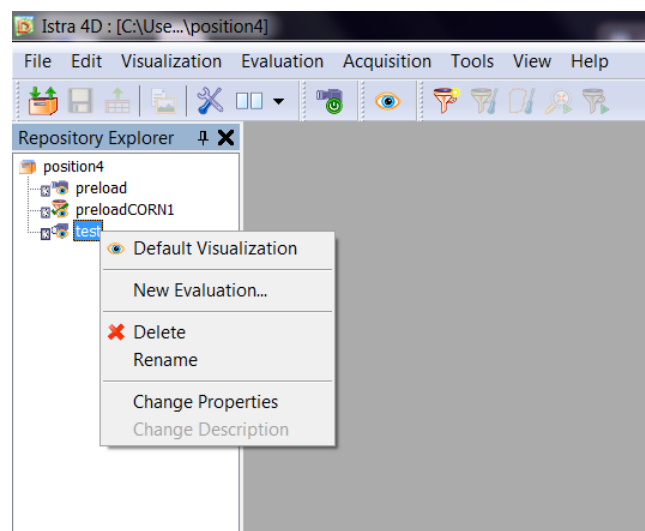 Istra 4D : [C:\Use...\position4]
File Edit Visualization Evaluation Acquisition Tools View Help
Repository Explorer
position4
preload
preloadCORN1
test
Default Visualization
New Evaluation...
Delete
Rename
Change Properties
Change Description